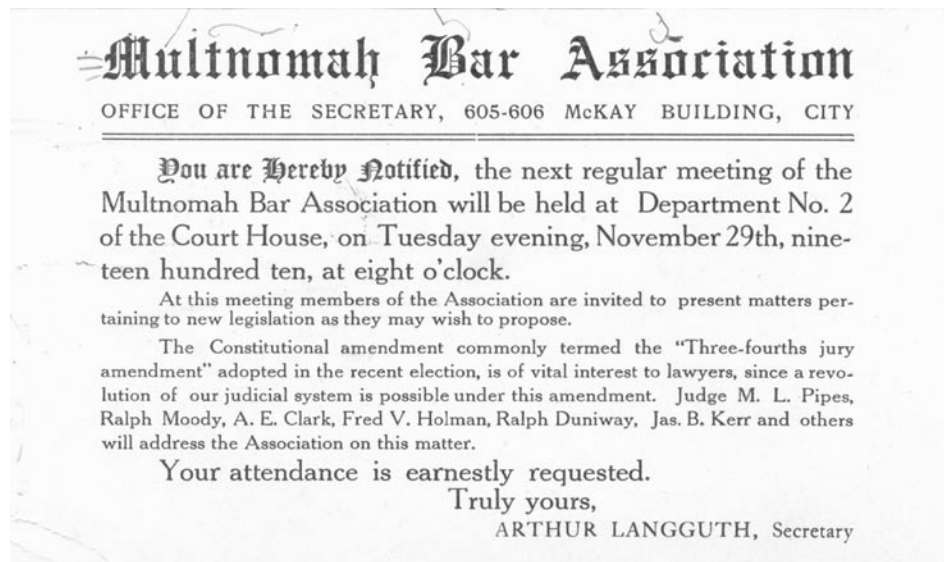 Multnomah Bar Association
OFFICE OF THE SECRETARY, 605-606 McKAY BUILDING, CITY
You are Hereby Notified, the next regular meeting of the
Multnomah Bar Association will be held at Department No. 2
of the Court House, on Tuesday evening, November 29th, nine-
teen hundred ten, at eight o'clock.
At this meeting members of the Association are invited to present matters per-
taining to new legislation as they may wish to propose.
The Constitutional amendment commonly termed the "Three-fourths jury
amendment" adopted in the recent election, is of vital interest to lawyers, since a revo-
lution of our judicial system is possible under this amendment. Judge M. L. Pipes,
Ralph Moody, A. E. Clark, Fred V. Holman, Ralph Duniway, Jas. B. Kerr and others
will address the Association on this matter.
Your attendance is earnestly requested.
Truly yours,
ARTHUR LANGGUTH, Secretary